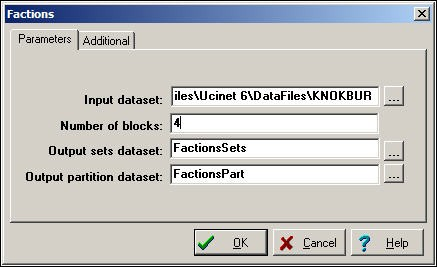 Factions
Parameters Additional
Input dataset: iles\Ucinet 6\DataFiles\KNOKBUR ...
Number of blocks: 4
Output sets dataset: FactionsSets ...
Output partition dataset: FactionsPart ...
OK Cancel ? Help